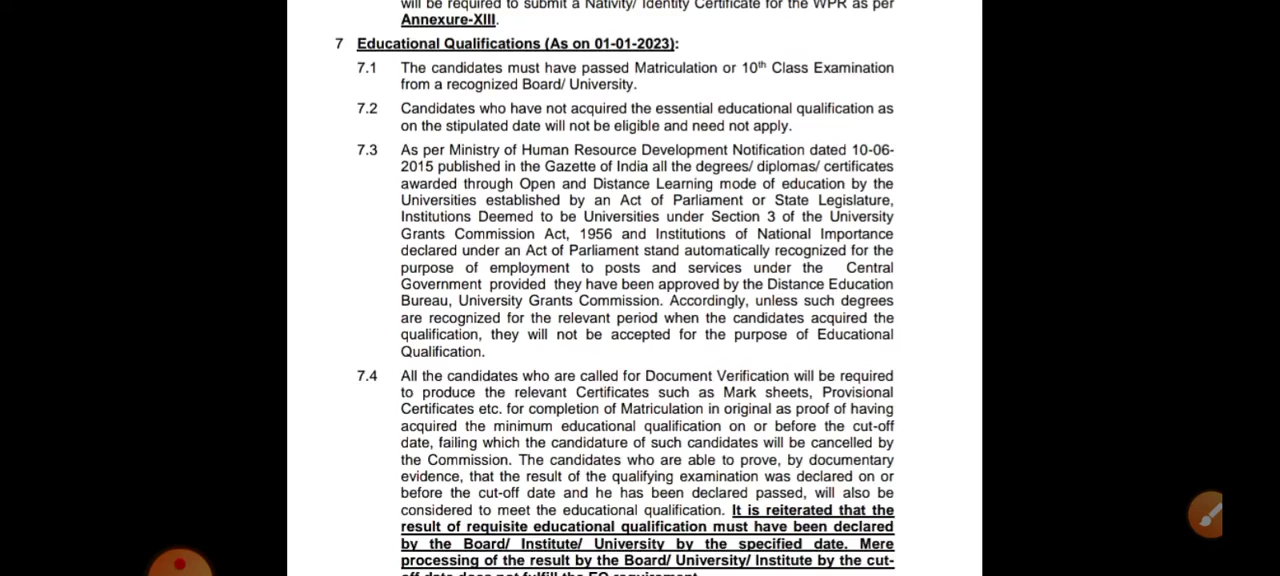 will be required to submit a Nativity/ Identity Certificate for the WPR as per
Annexure-XIII.
7 Educational Qualifications (As on 01-01-2023):
7.1 The candidates must have passed Matriculation or 10th Class Examination
from a recognized Board/ University.
7.2 Candidates who have not acquired the essential educational qualification as
on the stipulated date will not be eligible and need not apply.
7.3 As per Ministry of Human Resource Development Notification dated 10-06-
2015 published in the Gazette of India all the degrees/ diplomas/ certificates
awarded through Open and Distance Learning mode of education by the
Universities established by an Act of Parliament or State Legislature,
Institutions Deemed to be Universities under Section 3 of the University
Grants Commission Act, 1956 and Institutions of National Importance
declared under an Act of Parliament stand automatically recognized for the
purpose of employment to posts and services under the Central
Government provided they have been approved by the Distance Education
Bureau, University Grants Commission. Accordingly, unless such degrees
are recognized for the relevant period when the candidates acquired the
qualification, they will not be accepted for the purpose of Educational
Qualification.
7.4 All the candidates who are called for Document Verification will be required
to produce the relevant Certificates such as Mark sheets, Provisional
Certificates etc. for completion of Matriculation in original as proof of having
acquired the minimum educational qualification on or before the cut-off
date, failing which the candidature of such candidates will be cancelled by
the Commission. The candidates who are able to prove, by documentary
evidence, that the result of the qualifying examination was declared on or
before the cut-off date and he has been declared passed, will also be
considered to meet the educational qualification. It is reiterated that the
result of requisite educational qualification must have been declared
by the Board/ Institute/ University by the specified date. Mere
processing of the result by the Board/ University/ Institute by the cut-
off date does not fulfill the EQ requirement.